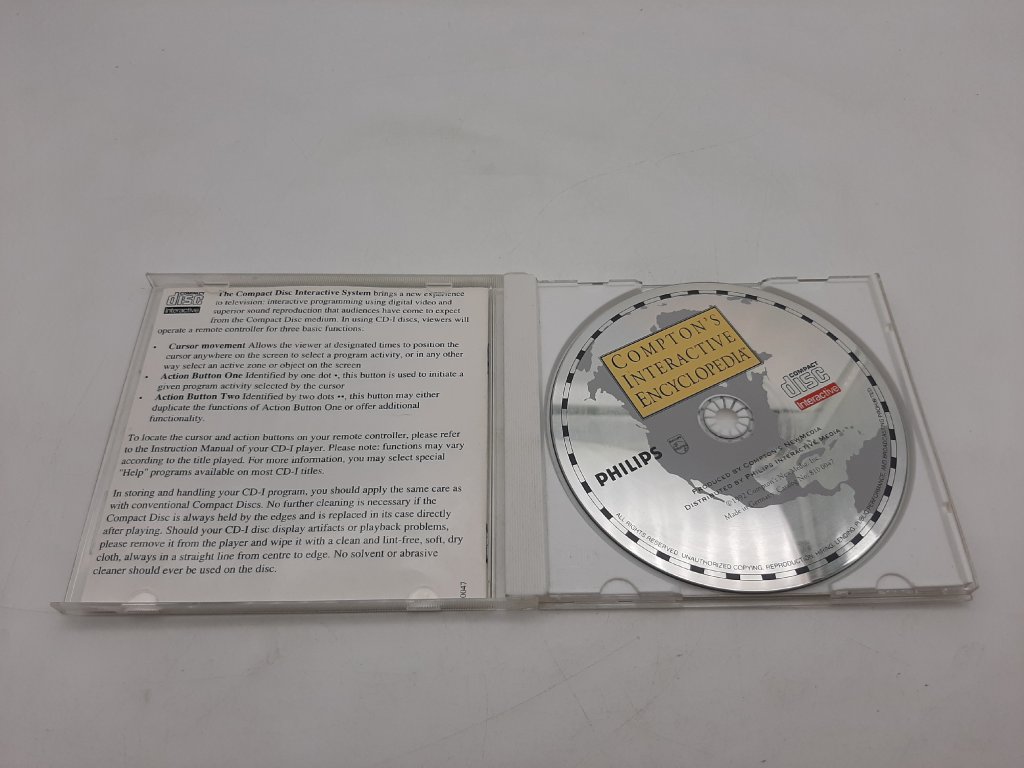 COMPACT
disc
Interactive
The Compact Disc Interactive System brings a new experience
to television: interactive programming using digital video and
superior sound reproduction that audiences have come to expect
from the Compact Disc medium. In using CD-I discs, viewers will
operate a remote controller for three basic functions:
• Cursor movement Allows the viewer at designated times to position the
cursor anywhere on the screen to select a program activity, or in any other
way select an active zone or object on the screen
• Action Button One Identified by one dot •, this button is used to initiate a
given program activity selected by the cursor
• Action Button Two Identified by two dots ••, this button may either
duplicate the functions of Action Button One or offer additional
functionality.
To locate the cursor and action buttons on your remote controller, please refer
to the Instruction Manual of your CD-I player. Please note: functions may vary
according to the title played. For more information, you may select special
"Help" programs available on most CD-I titles.
In storing and handling your CD-I program, you should apply the same care as
with conventional Compact Discs. No further cleaning is necessary if the
Compact Disc is always held by the edges and is replaced in its case directly
after playing. Should your CD-I disc display artifacts or playback problems,
please remove it from the player and wipe it with a clean and lint-free, soft, dry
cloth, always in a straight line from centre to edge. No solvent or abrasive
cleaner should ever be used on the disc.
0047
COMPTON'S
INTERACTIVE
ENCYCLOPEDIA
COMPACT
disc
Interactive
PHILIPS
PHILIPS
PRODUCED BY COMPTON'S NEWMEDIA
DISTRIBUTED BY PHILIPS INTERACTIVE MEDIA
© 1992 Compton's NewMedia, Inc.
Made in Germany Catalog No. 810 0047
ALL RIGHTS RESERVED. UNAUTHORIZED COPYING, REPRODUCTION, HIRING, LENDING, PUBLIC PERFORMANCE